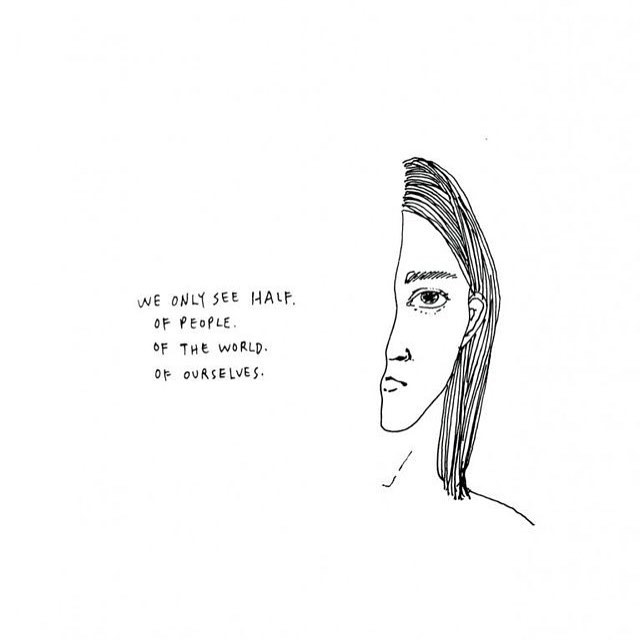 WE ONLY SEE HALF.
OF PEOPLE.
OF THE WORLD.
OF OURSELVES.